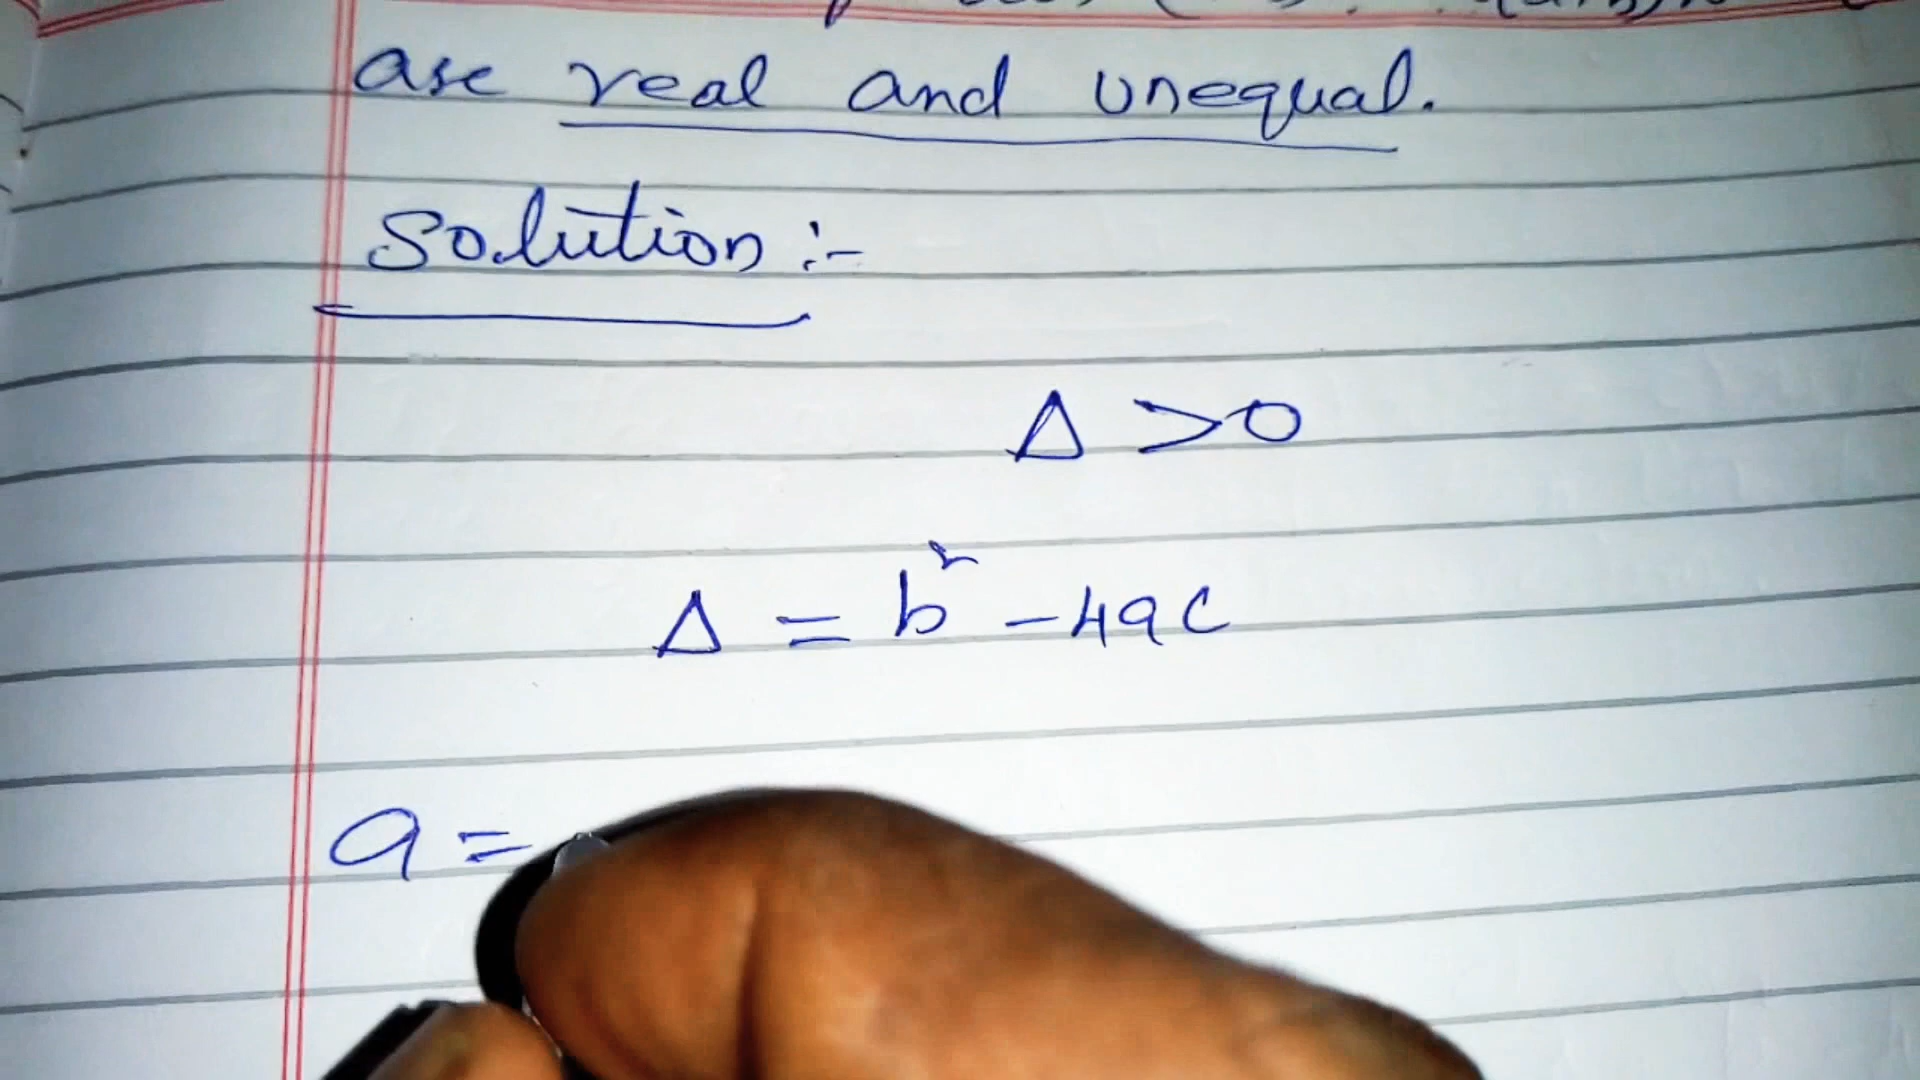 are real and unequal.
Solution :-
Δ > 0
Δ = b² - 4ac
a =